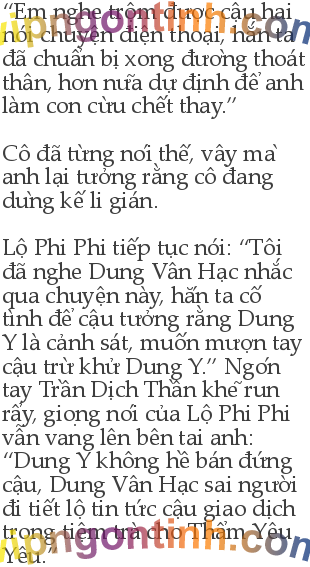 “Em nghe trộm được cậu hai
nói chuyện điện thoại, hắn ta
đã chuẩn bị xong đường thoát
thân, hơn nữa dự định để anh
làm con cừu chết thay.”
Cô đã từng nói thế, vậy mà
anh lại tưởng rằng cô đang
dùng kế li gián.
Lộ Phi Phi tiếp tục nói: “Tôi
đã nghe Dung Vân Hạc nhắc
qua chuyện này, hắn ta cố
tình để cậu tưởng rằng Dung
Y là cảnh sát, muốn mượn tay
cậu trừ khử Dung Y.” Ngón
tay Trần Dịch Thần khẽ run
rẩy, giọng nói của Lộ Phi Phi
vẫn vang lên bên tai anh:
“Dung Y không hề bán đứng
cậu, Dung Vân Hạc sai người
đi tiết lộ tin tức cậu giao dịch
trong tiệm trà cho Thẩm Yêu
Yêu.”
vipngontinh.com
vipngontinh.com